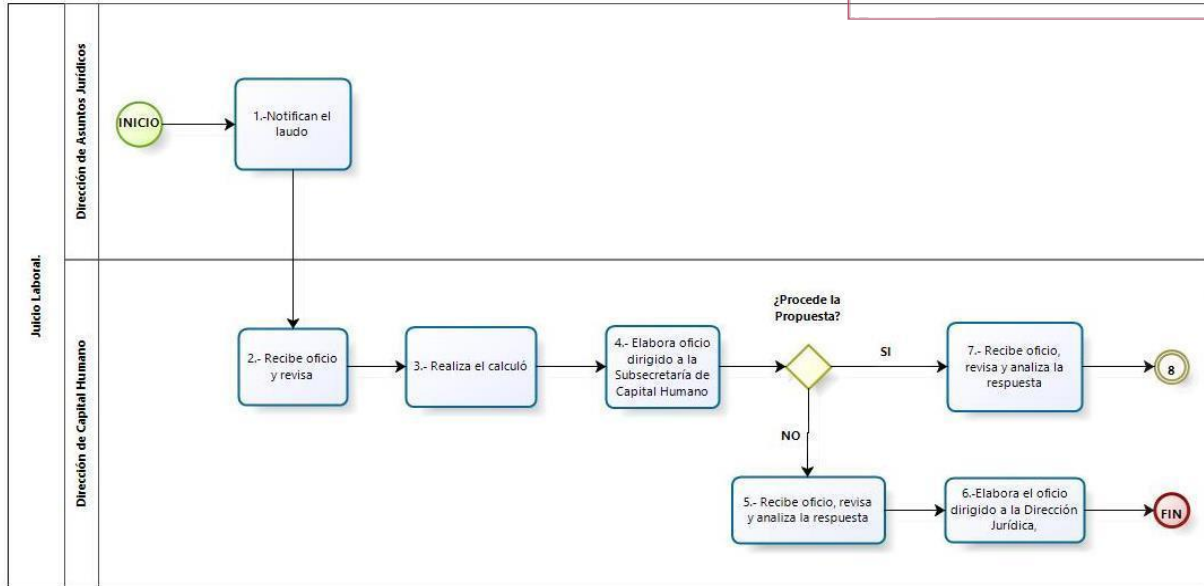 Juicio Laboral.
Dirección de Asuntos Jurídicos
INICIO
1.-Notifican el
laudo
Dirección de Capital Humano
2.- Recibe oficio
y revisa
3.- Realiza el calculó
4.- Elabora oficio
dirigido a la
Subsecretaría de
Capital Humano
¿Procede la
Propuesta?
SI
7.- Recibe oficio,
revisa y analiza la
respuesta
8
NO
5.- Recibe oficio, revisa
y analiza la respuesta
6.-Elabora el oficio
dirigido a la Dirección
Jurídica,
FIN